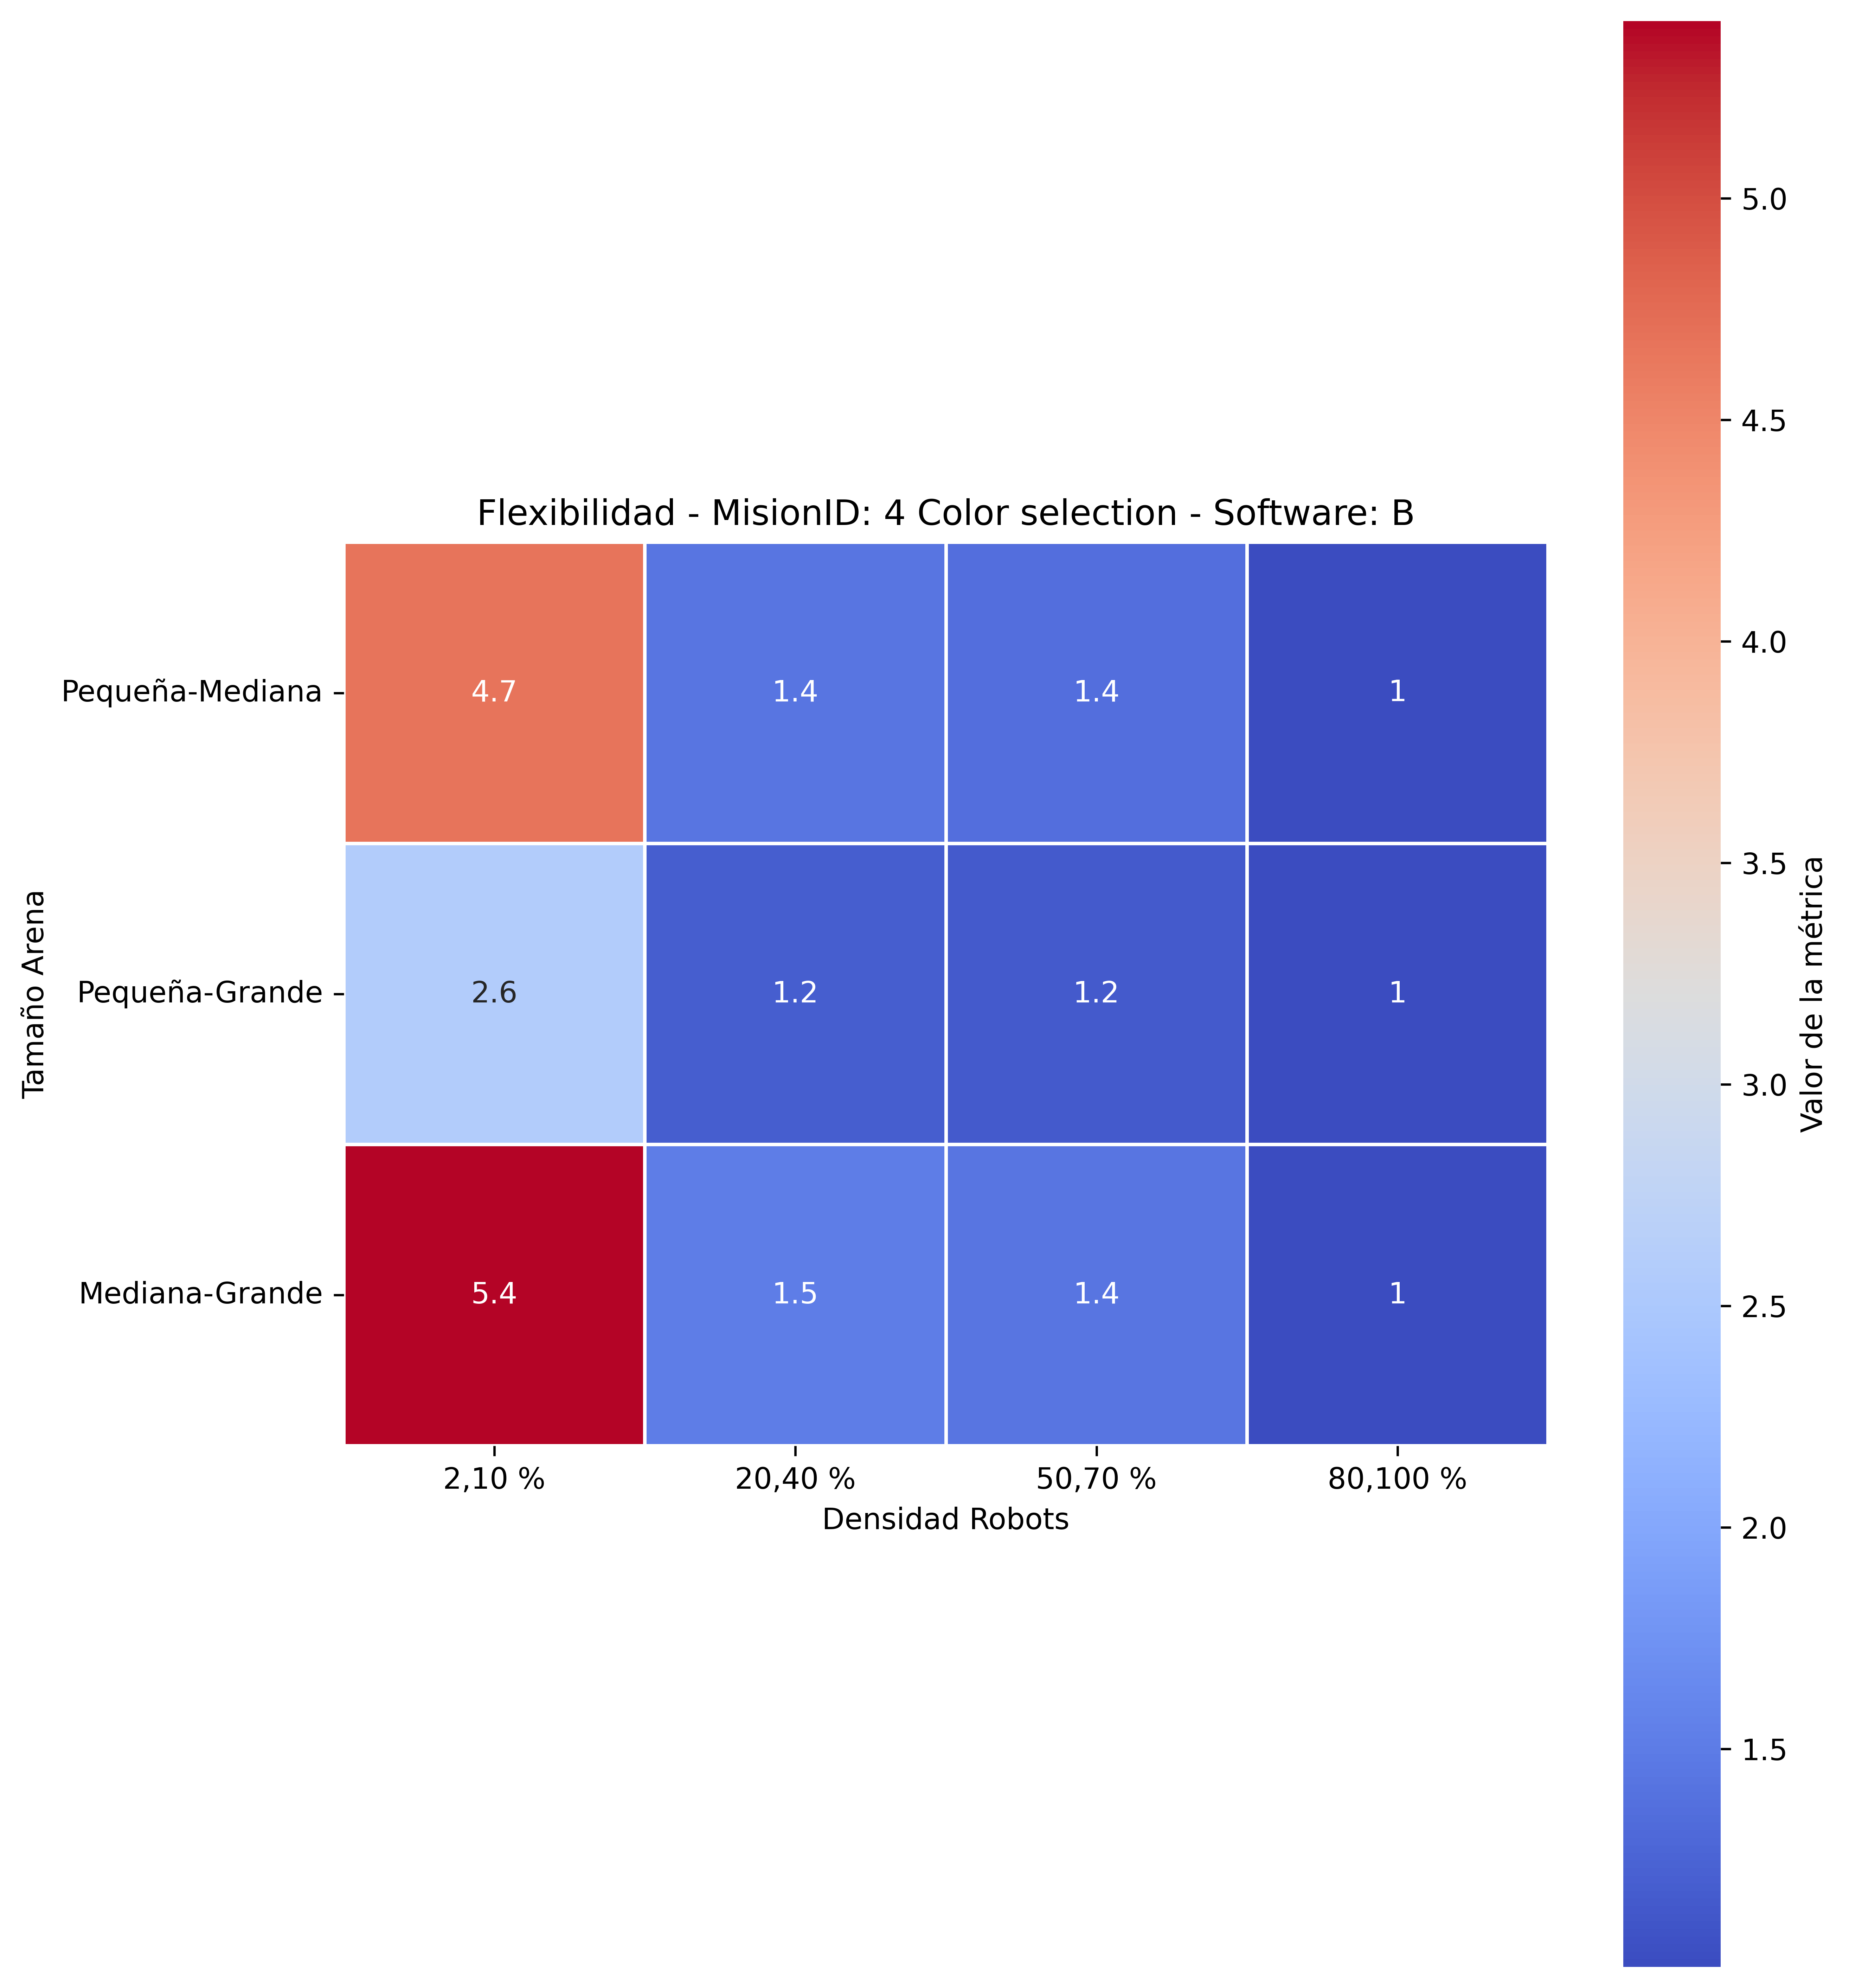 Flexibilidad - MisionID: 4 Color selection - Software: B
Tamaño Arena
Pequeña-Mediana 4.7 1.4 1.4 1
Pequeña-Grande 2.6 1.2 1.2 1
Mediana-Grande 5.4 1.5 1.4 1
2,10 % 20,40 % 50,70 % 80,100 %
Densidad Robots
5.0
4.5
4.0
3.5
3.0
2.5
2.0
1.5
Valor de la métrica